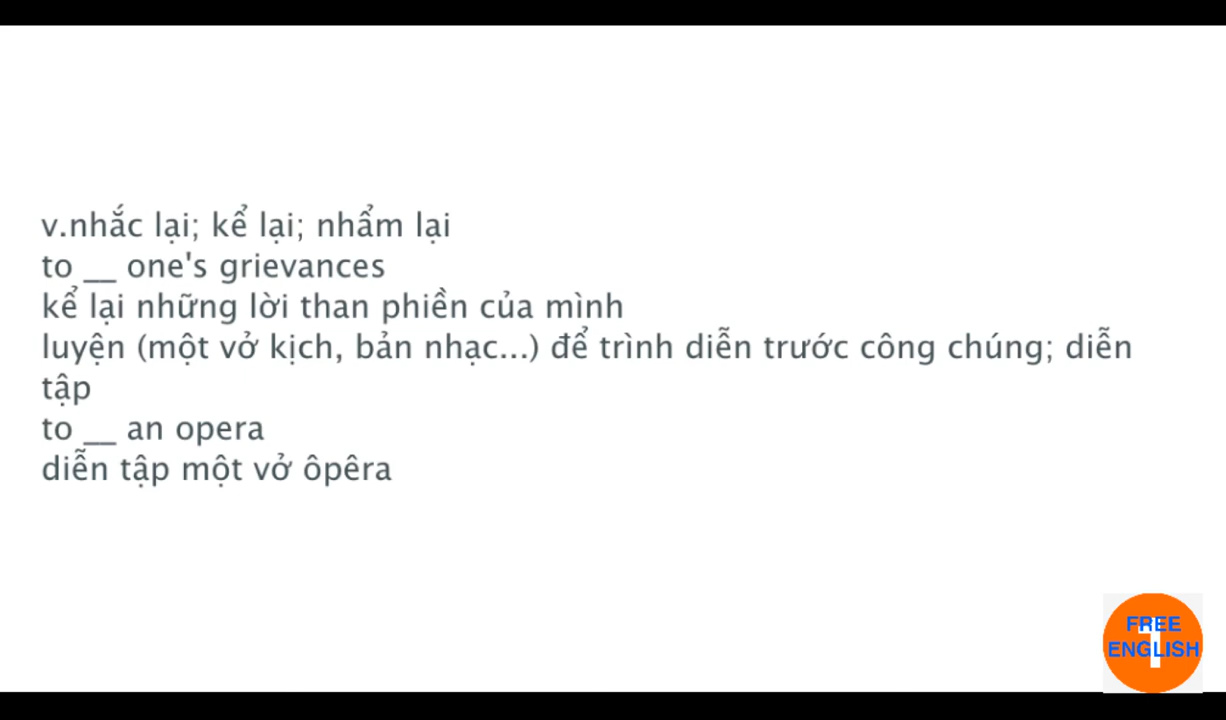 v.nhắc lại; kể lại; nhẩm lại
to __ one's grievances
kể lại những lời than phiền của mình
luyện (một vở kịch, bản nhạc...) để trình diễn trước công chúng; diễn
tập
to __ an opera
diễn tập một vở ôpêra
FREE
1
ENGLISH